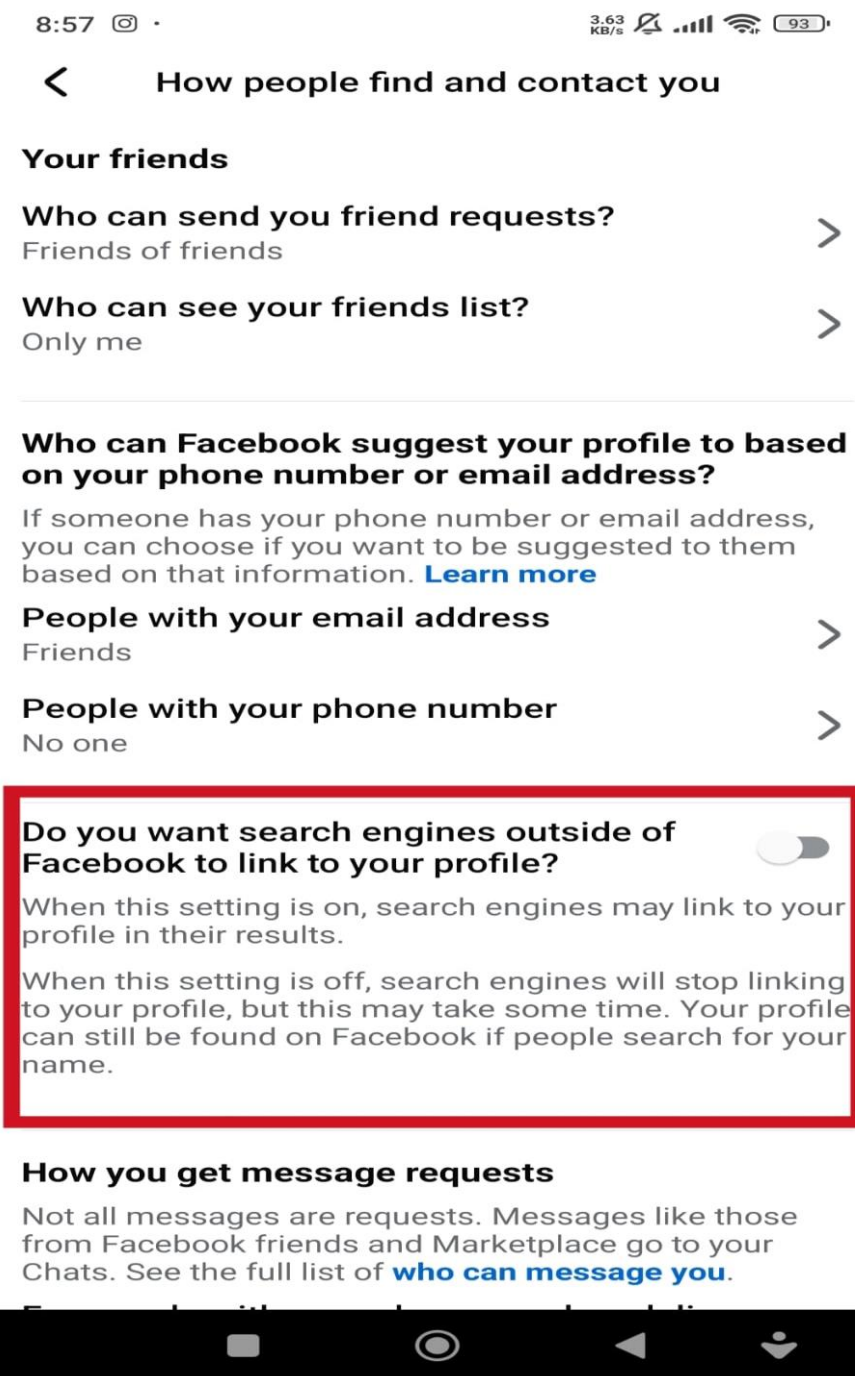 8:57
3.63
KB/s
93
How people find and contact you
Your friends
Who can send you friend requests?
Friends of friends
Who can see your friends list?
Only me
Who can Facebook suggest your profile to based
on your phone number or email address?
If someone has your phone number or email address,
you can choose if you want to be suggested to them
based on that information. Learn more
People with your email address
Friends
People with your phone number
No one
Do you want search engines outside of
Facebook to link to your profile?
When this setting is on, search engines may link to your
profile in their results.
When this setting is off, search engines will stop linking
to your profile, but this may take some time. Your profile
can still be found on Facebook if people search for your
name.
How you get message requests
Not all messages are requests. Messages like those
from Facebook friends and Marketplace go to your
Chats. See the full list of who can message you.